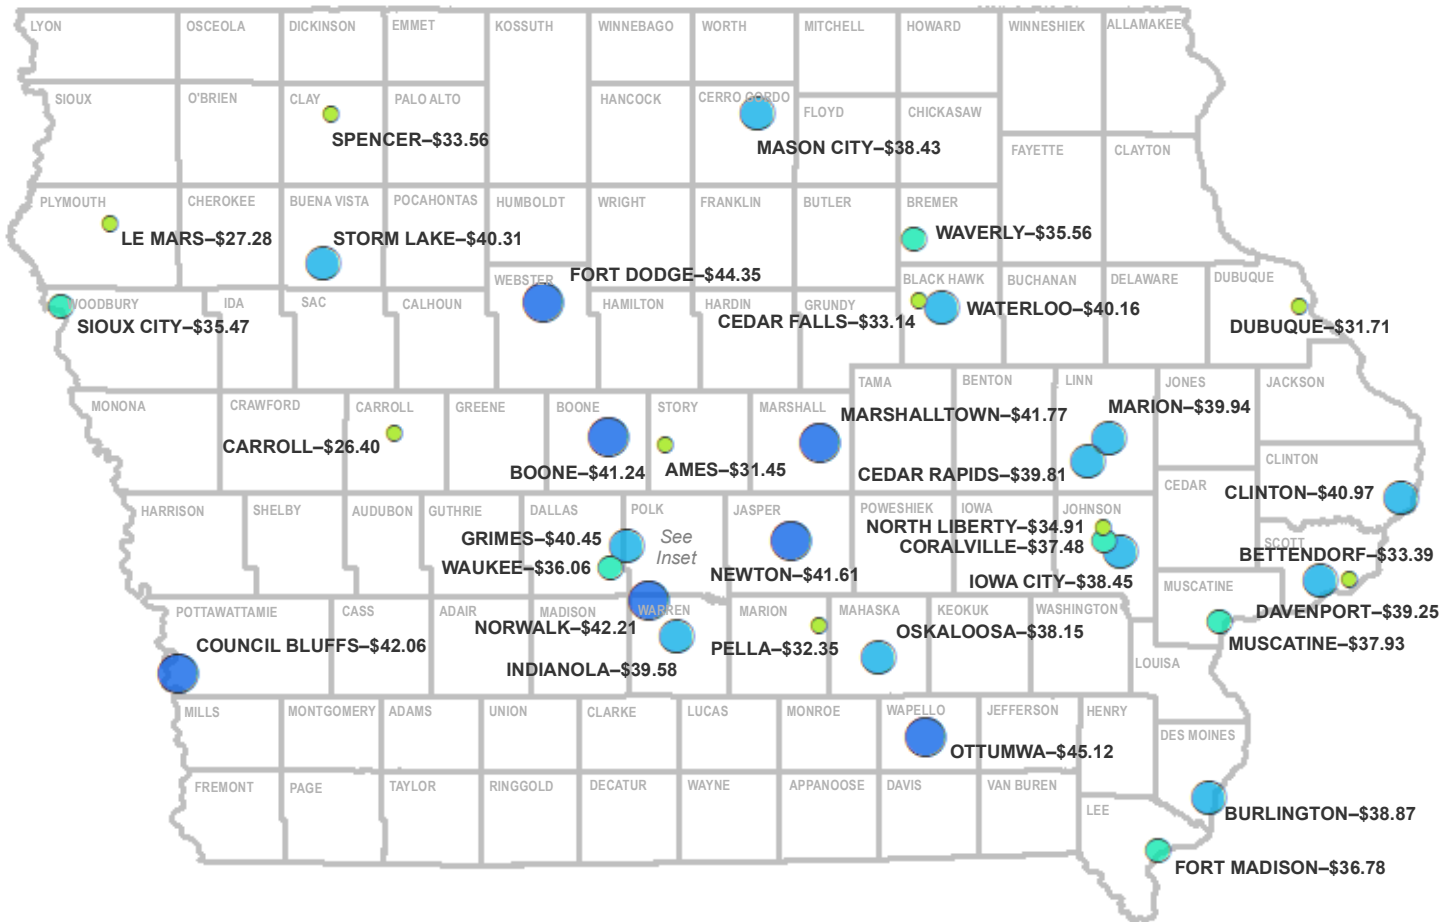 LYON
OSCEOLA
DICKINSON
EMMET
KOSSUTH
WINNEBAGO
WORTH
MITCHELL
HOWARD
WINNESHIEK
ALLAMAKEE
SIOUX
O'BRIEN
CLAY
PALO ALTO
HANCOCK
CERRO GORDO
FLOYD
CHICKASAW
SPENCER–$33.56
MASON CITY–$38.43
FAYETTE
CLAYTON
PLYMOUTH
CHEROKEE
BUENA VISTA
POCAHONTAS
HUMBOLDT
WRIGHT
FRANKLIN
BUTLER
BREMER
LE MARS–$27.28
STORM LAKE–$40.31
WAVERLY–$35.56
FORT DODGE–$44.35
WEBSTER
BLACK HAWK
BUCHANAN
DELAWARE
DUBUQUE
WOODBURY
IDA
SAC
CALHOUN
HAMILTON
HARDIN
GRUNDY
WATERLOO–$40.16
CEDAR FALLS–$33.14
SIOUX CITY–$35.47
DUBUQUE–$31.71
TAMA
BENTON
LINN
JONES
JACKSON
MONONA
CRAWFORD
CARROLL
GREENE
BOONE
STORY
MARSHALL
MARSHALLTOWN–$41.77
MARION–$39.94
CARROLL–$26.40
BOONE–$41.24
AMES–$31.45
CEDAR RAPIDS–$39.81
CLINTON
CEDAR
CLINTON–$40.97
HARRISON
SHELBY
AUDUBON
GUTHRIE
DALLAS
POLK
JASPER
POWESHIEK
IOWA
JOHNSON
NORTH LIBERTY–$34.91
GRIMES–$40.45
See
Inset
CORALVILLE–$37.48
SCOTT
BETTENDORF–$33.39
WAUKEE–$36.06
NEWTON–$41.61
IOWA CITY–$38.45
MUSCATINE
POTTAWATTAMIE
CASS
ADAIR
MADISON
WARREN
MARION
MAHASKA
KEOKUK
WASHINGTON
DAVENPORT–$39.25
NORWALK–$42.21
OSKALOOSA–$38.15
COUNCIL BLUFFS–$42.06
PELLA–$32.35
MUSCATINE–$37.93
INDIANOLA–$39.58
LOUISA
MILLS
MONTGOMERY
ADAMS
UNION
CLARKE
LUCAS
MONROE
WAPELLO
JEFFERSON
HENRY
DES MOINES
OTTUMWA–$45.12
FREMONT
PAGE
TAYLOR
RINGGOLD
DECATUR
WAYNE
APPANOOSE
DAVIS
VAN BUREN
LEE
BURLINGTON–$38.87
FORT MADISON–$36.78